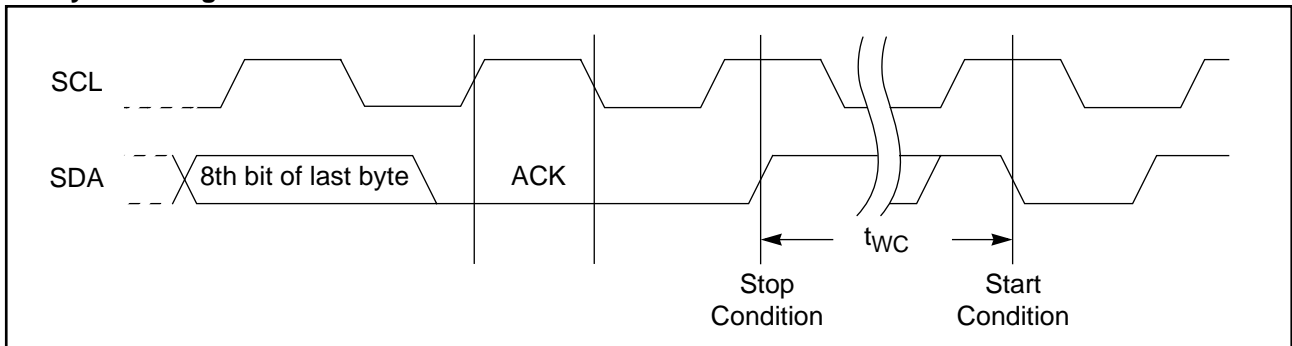 SCL
SDA
8th bit of last byte
ACK
tWC
Stop
Condition
Start
Condition